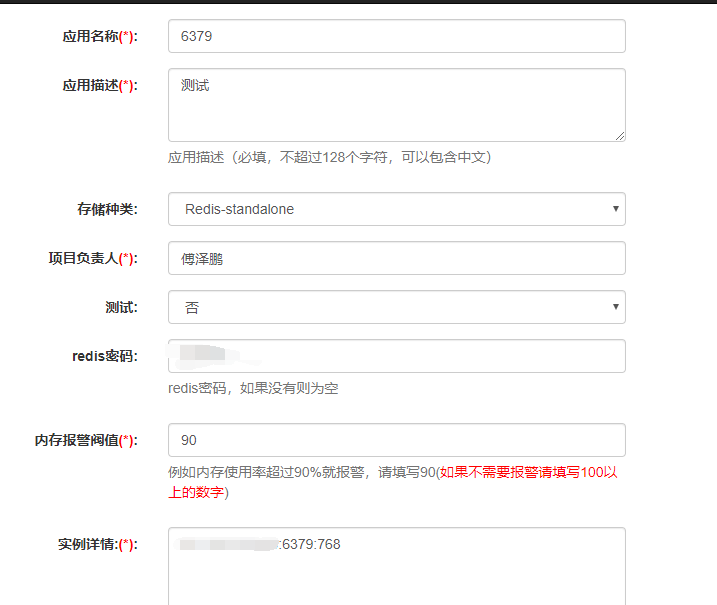 应用名称(*): 6379
应用描述(*): 测试
应用描述（必填，不超过128个字符，可以包含中文）
存储种类: Redis-standalone
项目负责人(*): 傅泽鹏
测试: 否
redis密码:
redis密码，如果没有则为空
内存报警阀值(*): 90
例如内存使用率超过90%就报警，请填写90(如果不需要报警请填写100以
上的数字)
实例详情:(*): :6379:768